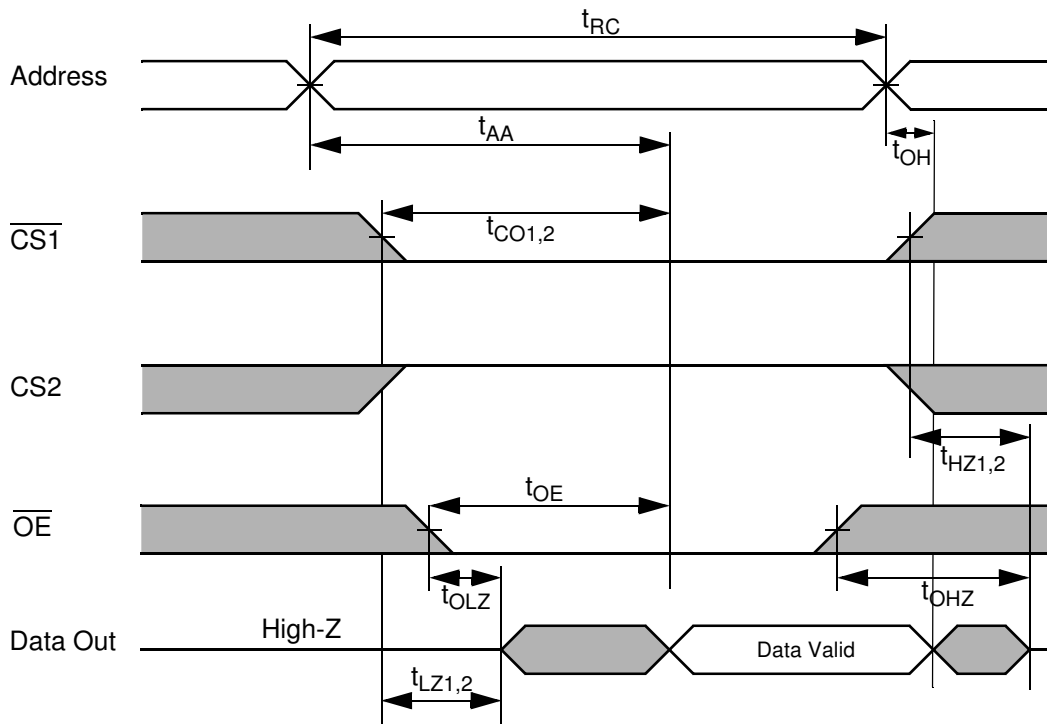 tRC
Address
tAA
tOH
CS1
tCO1,2
CS2
tHZ1,2
tOE
OE
tOLZ
tOHZ
High-Z
Data Out
Data Valid
tLZ1,2